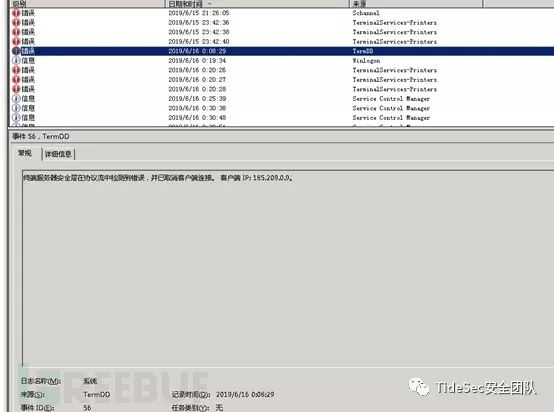 级别 日期和时间 来源
错误 2019/6/15 21:26:05 Schannel
错误 2019/6/15 23:42:36 TerminalServices-Printers
错误 2019/6/15 23:42:38 TerminalServices-Printers
错误 2019/6/15 23:42:40 TerminalServices-Printers
错误 2019/6/16 0:08:29 TermDD
信息 2019/6/16 0:19:34 Winlogon
错误 2019/6/16 0:20:26 TerminalServices-Printers
错误 2019/6/16 0:20:27 TerminalServices-Printers
错误 2019/6/16 0:20:28 TerminalServices-Printers
信息 2019/6/16 0:25:39 Service Control Manager
信息 2019/6/16 0:30:38 Service Control Manager
信息 2019/6/16 0:30:48 Service Control Manager
事件 56，TermDD
常规 详细信息
终端服务器安全层在协议流中检测到错误，并已取消客户端连接。 客户端 IP: 185.209.0.9。
日志名称(M): 系统
来源(S): TermDD 记录时间(D): 2019/6/16 0:08:29
事件 ID(E): 56 任务类别(Y): 无
REEBUF
TideSec安全团队